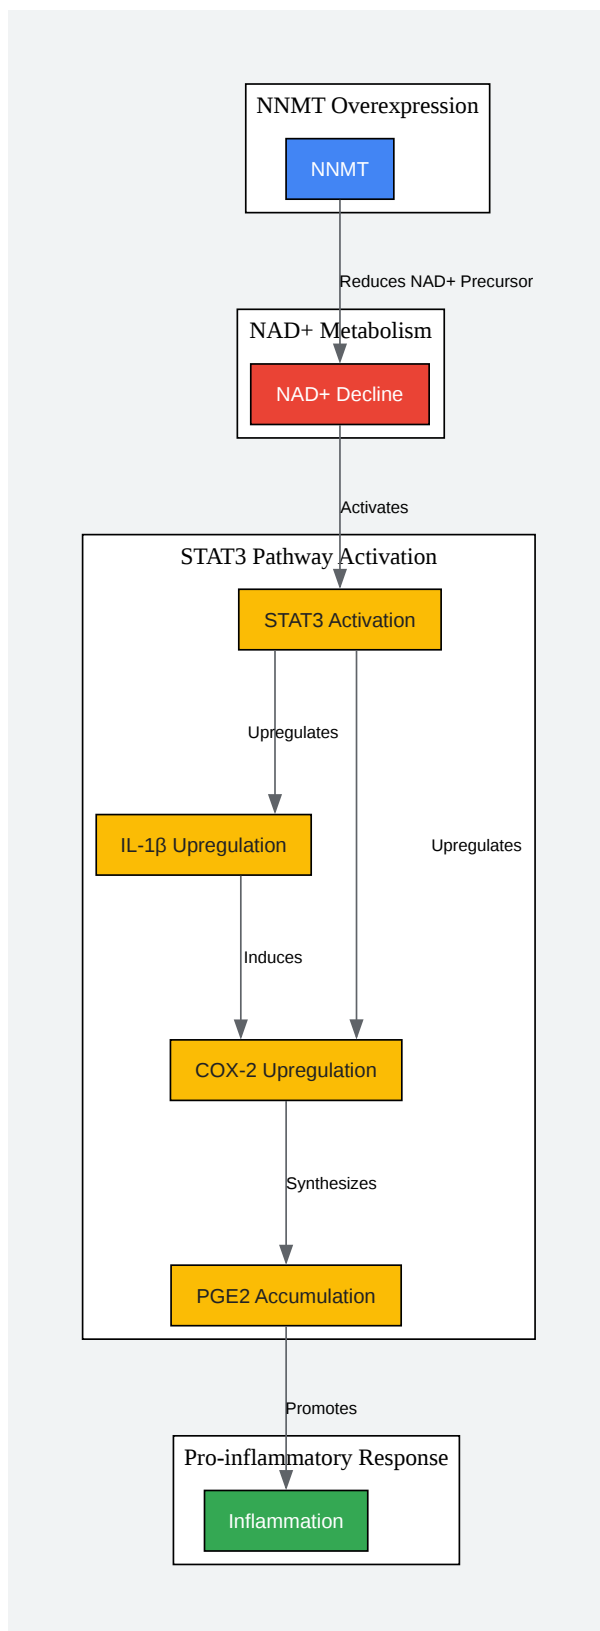 NNMT Overexpression
NNMT
Reduces NAD+ Precursor
NAD+ Metabolism
NAD+ Decline
Activates
STAT3 Pathway Activation
STAT3 Activation
Upregulates
IL-1β Upregulation
Upregulates
Induces
COX-2 Upregulation
Synthesizes
PGE2 Accumulation
Promotes
Pro-inflammatory Response
Inflammation